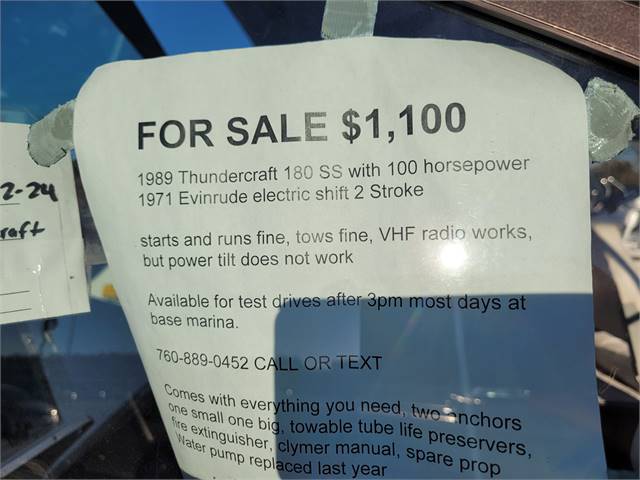 FOR SALE $1,100
1989 Thundercraft 180 SS with 100 horsepower
1971 Evinrude electric shift 2 Stroke
starts and runs fine, tows fine, VHF radio works,
but power tilt does not work
Available for test drives after 3pm most days at
base marina.
760-889-0452 CALL OR TEXT
Comes with everything you need, two anchors
one small one big, towable tube life preservers,
fire extinguisher, clymer manual, spare prop
Water pump replaced last year
2-24
raft